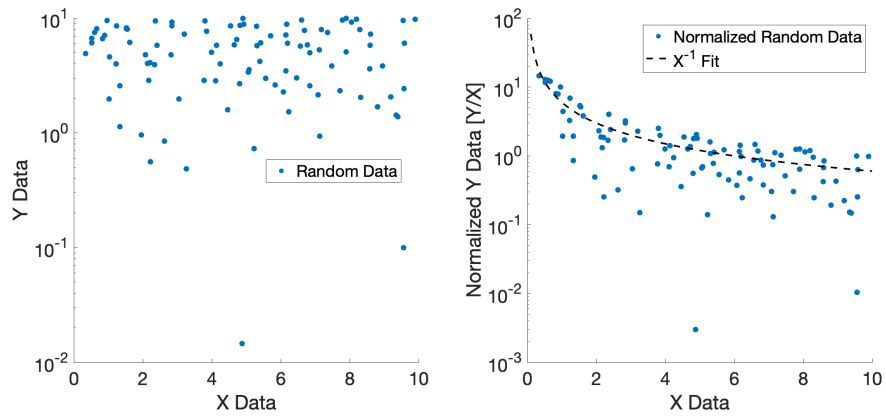 10^1
10^0
10^-1
10^-2
Y Data
0 2 4 6 8 10
X Data
Random Data
10^2
10^1
10^0
10^-1
10^-2
10^-3
Normalized Y Data [Y/X]
0 2 4 6 8 10
X Data
Normalized Random Data
X^-1 Fit